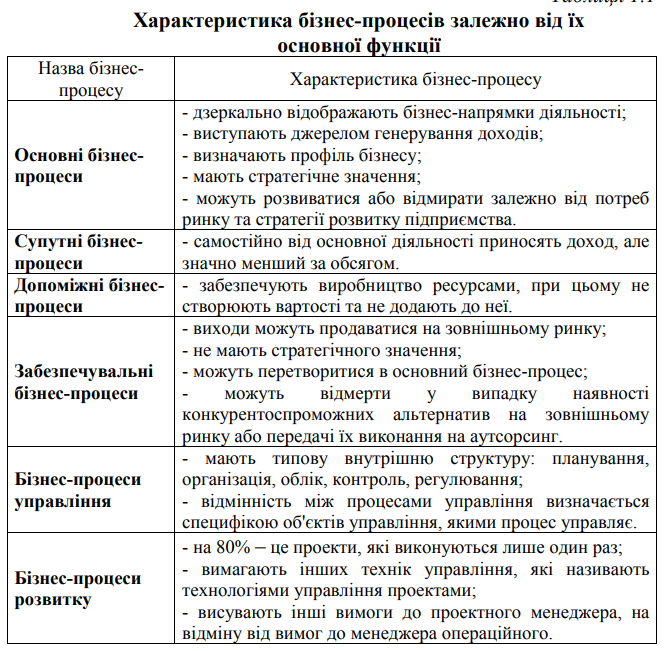 Характеристика бізнес-процесів залежно від їх
основної функції
Назва бізнес-
процесу
Характеристика бізнес-процесу
Основні бізнес-
процеси
- дзеркально відображають бізнес-напрямки діяльності;
- виступають джерелом генерування доходів;
- визначають профіль бізнесу;
- мають стратегічне значення;
- можуть розвиватися або відмирати залежно від потреб
ринку та стратегії розвитку підприємства.
Супутні бізнес-
процеси
- самостійно від основної діяльності приносять доход, але
значно менший за обсягом.
Допоміжні бізнес-
процеси
- забезпечують виробництво ресурсами, при цьому не
створюють вартості та не додають до неї.
Забезпечувальні
бізнес-процеси
- виходи можуть продаватися на зовнішньому ринку;
- не мають стратегічного значення;
- можуть перетворитися в основний бізнес-процес;
- можуть відмерти у випадку наявності
конкурентоспроможних альтернатив на зовнішньому
ринку або передачі їх виконання на аутсорсинг.
Бізнес-процеси
управління
- мають типову внутрішню структуру: планування,
організація, облік, контроль, регулювання;
- відмінність між процесами управління визначається
специфікою об'єктів управління, якими процес управляє.
Бізнес-процеси
розвитку
- на 80% – це проекти, які виконуються лише один раз;
- вимагають інших технік управління, які називають
технологіями управління проектами;
- висувають інші вимоги до проектного менеджера, на
відміну від вимог до менеджера операційного.